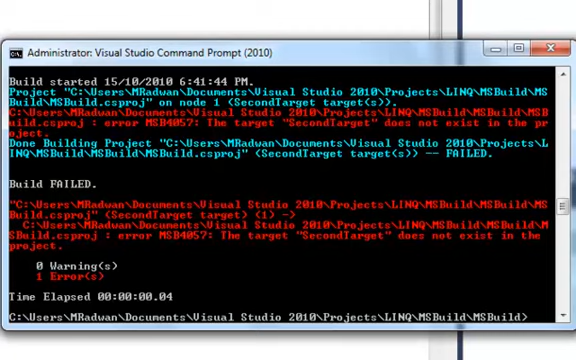 Administrator: Visual Studio Command Prompt (2010)
Build started 15/10/2010 6:41:44 PM.
Project "C:\Users\MRadwan\Documents\Visual Studio 2010\Projects\LINQ\MSBuild\MS
Build\MSBuild.csproj" on node 1 (SecondTarget target(s)).
C:\Users\MRadwan\Documents\Visual Studio 2010\Projects\LINQ\MSBuild\MSB
uild.csproj : error MSB4057: The target "SecondTarget" does not exist in the pr
oject.
Done Building Project "C:\Users\MRadwan\Documents\Visual Studio 2010\Projects\L
INQ\MSBuild\MSBuild\MSBuild.csproj" (SecondTarget target(s)) -- FAILED.
Build FAILED.
"C:\Users\MRadwan\Documents\Visual Studio 2010\Projects\LINQ\MSBuild\MSBuild\MS
Build.csproj" (SecondTarget target) (1) ->
C:\Users\MRadwan\Documents\Visual Studio 2010\Projects\LINQ\MSBuild\MSBuild\M
SBuild.csproj : error MSB4057: The target "SecondTarget" does not exist in the
project.
0 Warning(s)
1 Error(s)
Time Elapsed 00:00:00.04
C:\Users\MRadwan\Documents\Visual Studio 2010\Projects\LINQ\MSBuild\MSBuild>